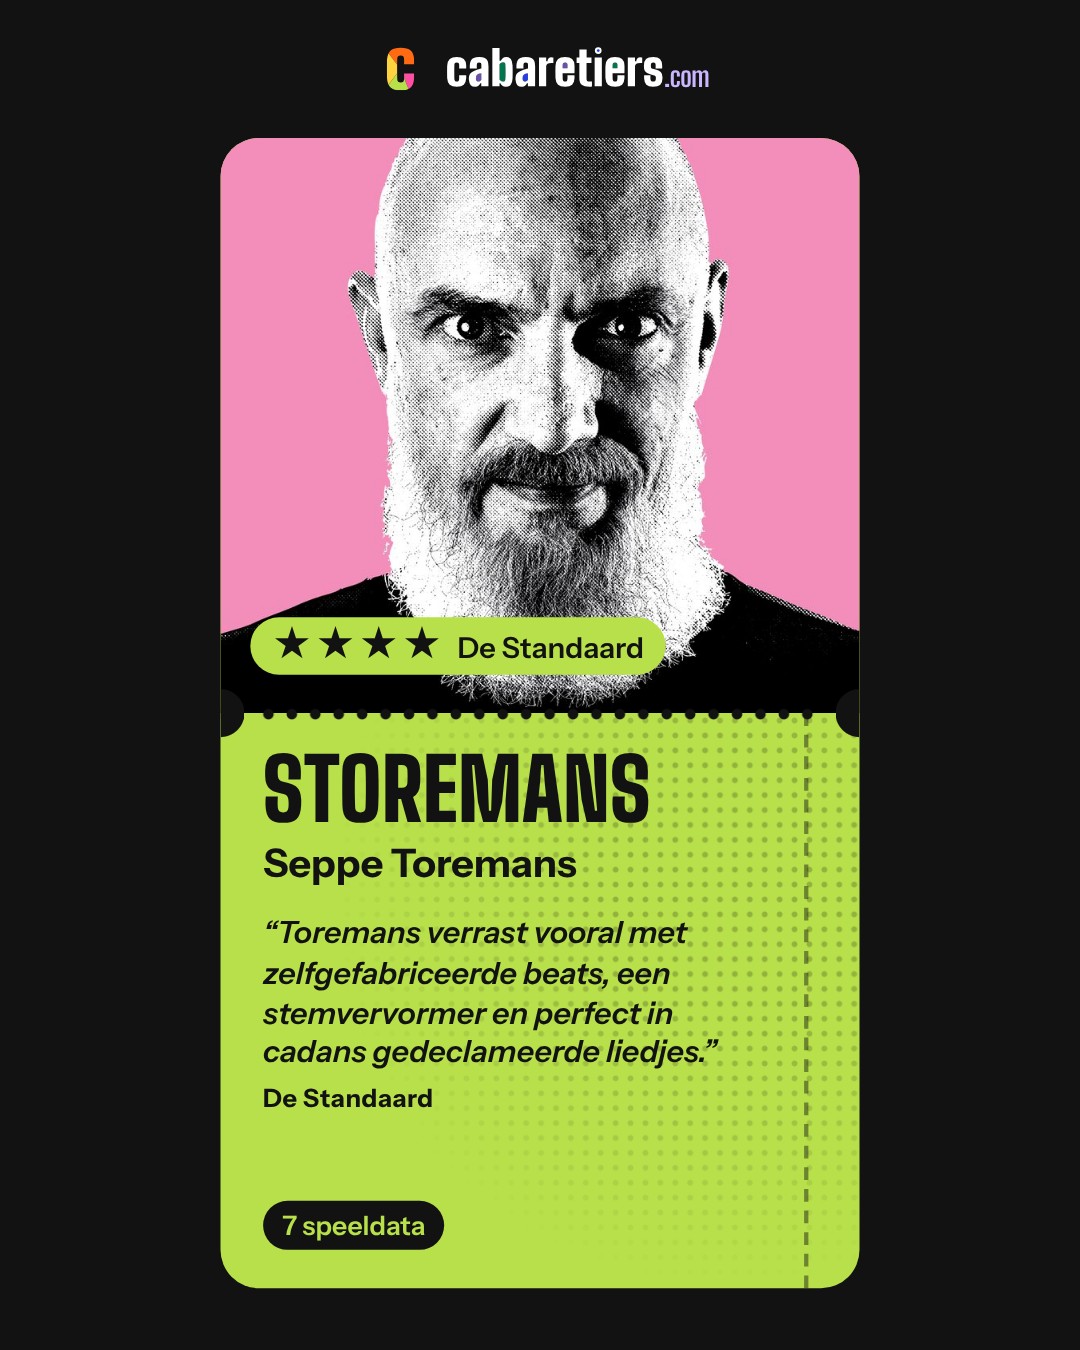 cabaretiers.com
★★★★ De Standaard
STOREMANS
Seppe Toremans
“Toremans verrast vooral met
zelfgefabriceerde beats, een
stemvervormer en perfect in
cadans gedeclameerde liedjes.”
De Standaard
7 speeldata